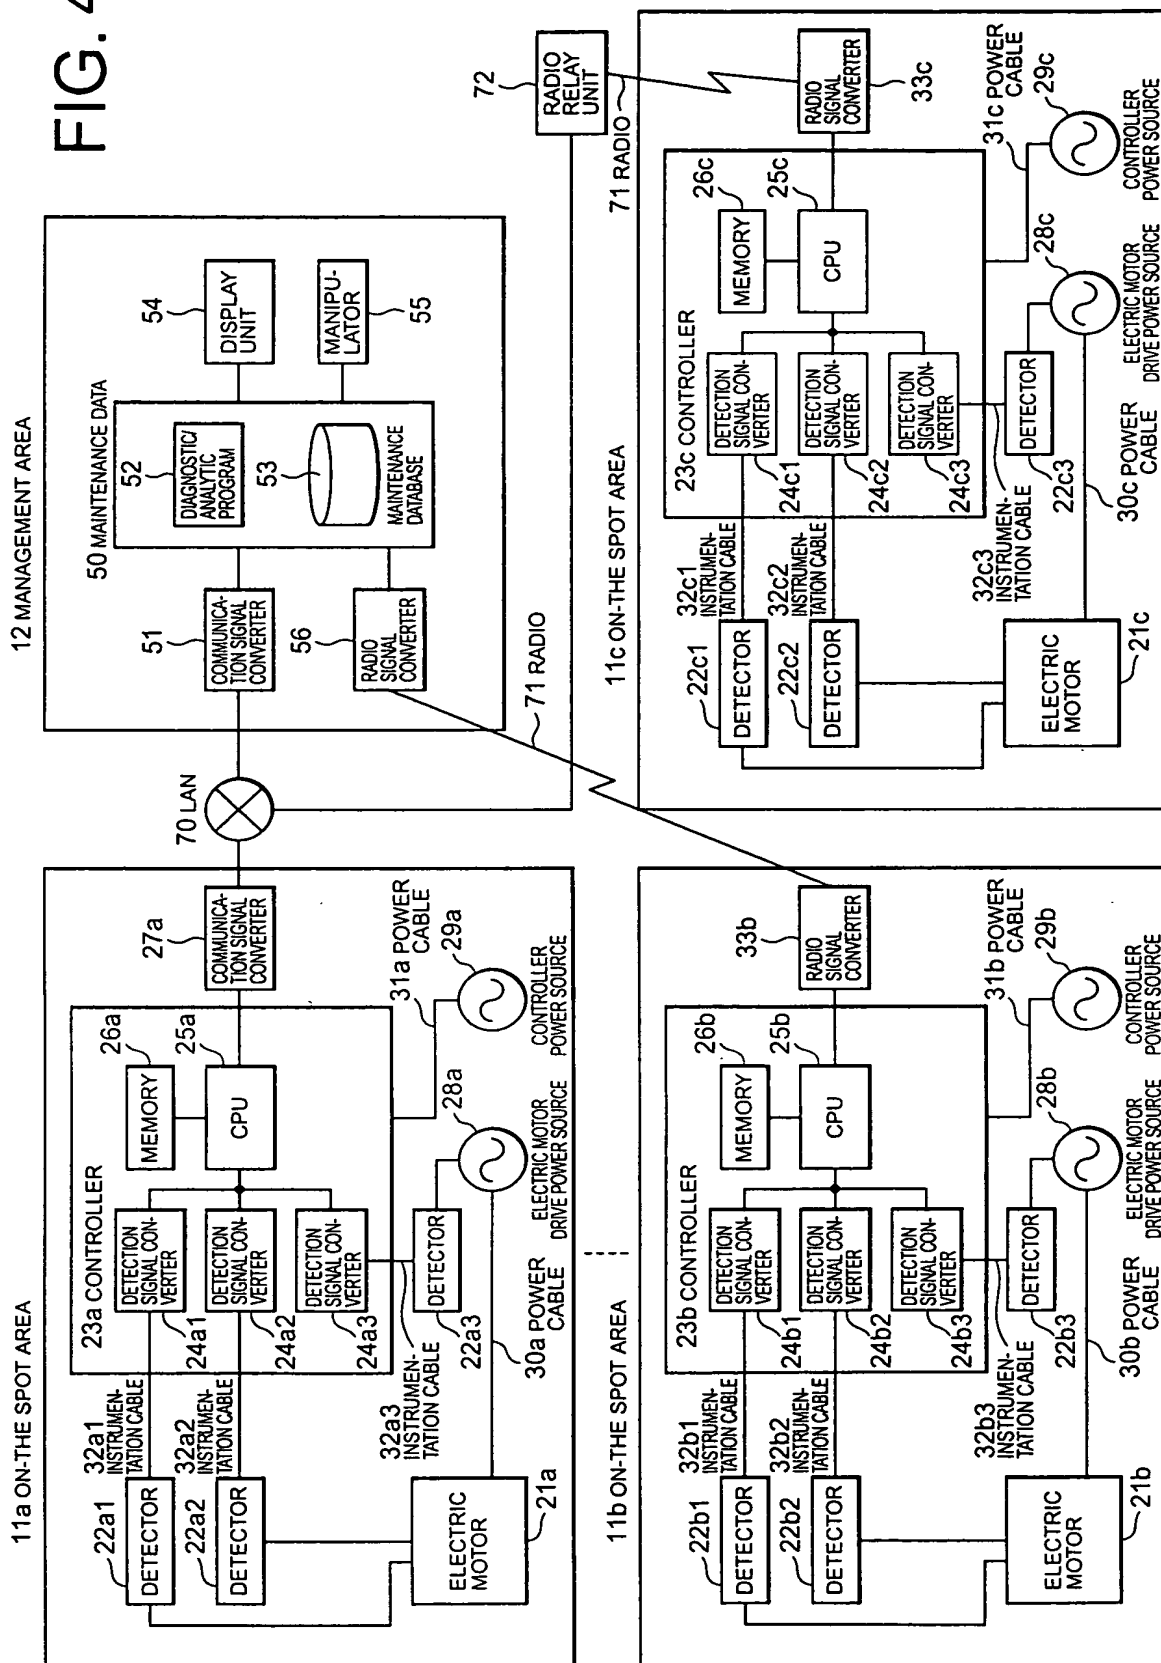 FIG. 4
12 MANAGEMENT AREA
50 MAINTENANCE DATA
51
COMMUNICA-
TION SIGNAL
CONVERTER
52
DIAGNOSTIC/
ANALYTIC
PROGRAM
53
MAINTENANCE
DATABASE
54
DISPLAY
UNIT
MANIPU-
LATOR
55
56
RADIO
SIGNAL
CONVERTER
70 LAN
71 RADIO
72
RADIO
RELAY
UNIT
71 RADIO
11a ON-THE SPOT AREA
23a CONTROLLER
22a1
DETECTOR
32a1
INSTRUMEN-
TATION CABLE
DETECTION
SIGNAL CON-
VERTER
24a1
22a2
DETECTOR
32a2
INSTRUMEN-
TATION CABLE
DETECTION
SIGNAL CON-
VERTER
24a2
DETECTION
SIGNAL CON-
VERTER
24a3
32a3
INSTRUMEN-
TATION CABLE
DETECTOR
22a3
26a
MEMORY
25a
CPU
27a
COMMUNICA-
TION SIGNAL
CONVERTER
31a POWER
CABLE
29a
CONTROLLER
POWER SOURCE
28a
ELECTRIC MOTOR
DRIVE POWER SOURCE
30a POWER
CABLE
ELECTRIC
MOTOR
21a
11b ON-THE SPOT AREA
23b CONTROLLER
22b1
DETECTOR
32b1
INSTRUMEN-
TATION CABLE
DETECTION
SIGNAL CON-
VERTER
24b1
22b2
DETECTOR
32b2
INSTRUMEN-
TATION CABLE
DETECTION
SIGNAL CON-
VERTER
24b2
DETECTION
SIGNAL CON-
VERTER
24b3
32b3
INSTRUMEN-
TATION CABLE
DETECTOR
22b3
26b
MEMORY
25b
CPU
33b
RADIO
SIGNAL
CONVERTER
31b POWER
CABLE
29b
CONTROLLER
POWER SOURCE
28b
ELECTRIC MOTOR
DRIVE POWER SOURCE
30b POWER
CABLE
ELECTRIC
MOTOR
21b
11c ON-THE SPOT AREA
23c CONTROLLER
22c1
DETECTOR
32c1
INSTRUMEN-
TATION CABLE
DETECTION
SIGNAL CON-
VERTER
24c1
22c2
DETECTOR
32c2
INSTRUMEN-
TATION CABLE
DETECTION
SIGNAL CON-
VERTER
24c2
DETECTION
SIGNAL CON-
VERTER
24c3
32c3
INSTRUMEN-
TATION CABLE
DETECTOR
22c3
26c
MEMORY
25c
CPU
RADIO
SIGNAL
CONVERTER
33c
31c POWER
CABLE
29c
CONTROLLER
POWER SOURCE
28c
ELECTRIC MOTOR
DRIVE POWER SOURCE
30c POWER
CABLE
ELECTRIC
MOTOR
21c